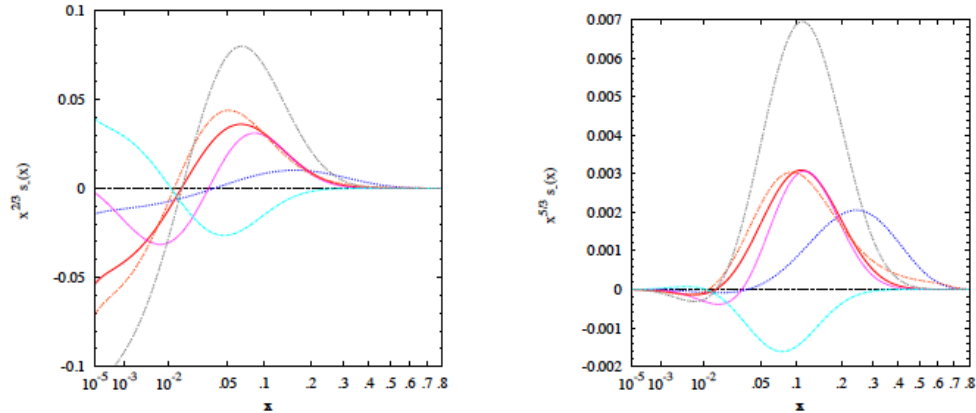 0.1
0.05
0
-0.05
-0.1
x^{2/3} s_-(x)
10^{-5} 10^{-3} 10^{-2} .05 .1 .2 .3 .4 .5 .6 .7 .8
x
0.007
0.006
0.005
0.004
0.003
0.002
0.001
0
-0.001
-0.002
x^{5/3} s_-(x)
10^{-5} 10^{-3} 10^{-2} .05 .1 .2 .3 .4 .5 .6 .7 .8
x